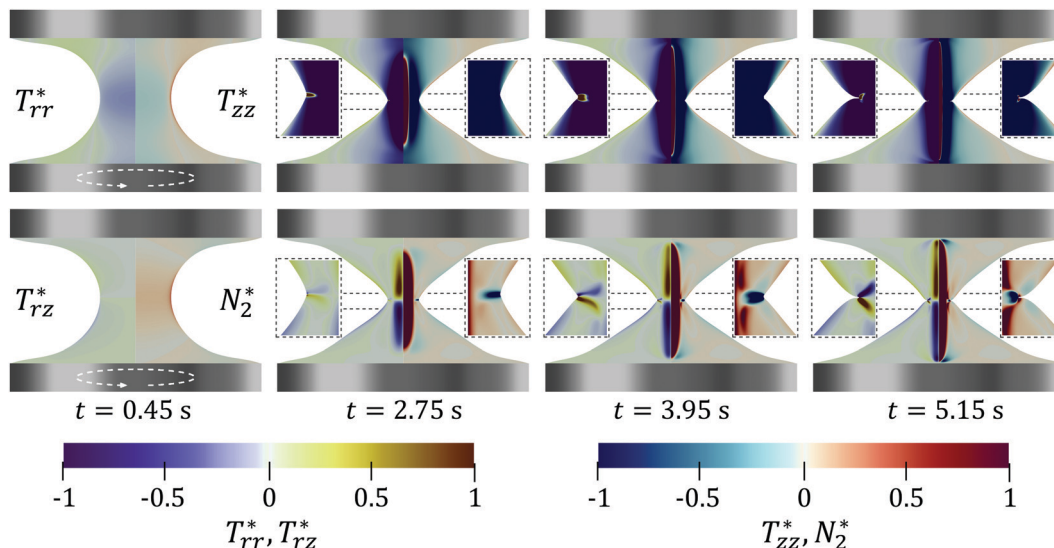 T*rr T*zz
T*rz N*2
t = 0.45 s t = 2.75 s t = 3.95 s t = 5.15 s
-1 -0.5 0 0.5 1 -1 -0.5 0 0.5 1
T*rr, T*rz T*zz, N*2